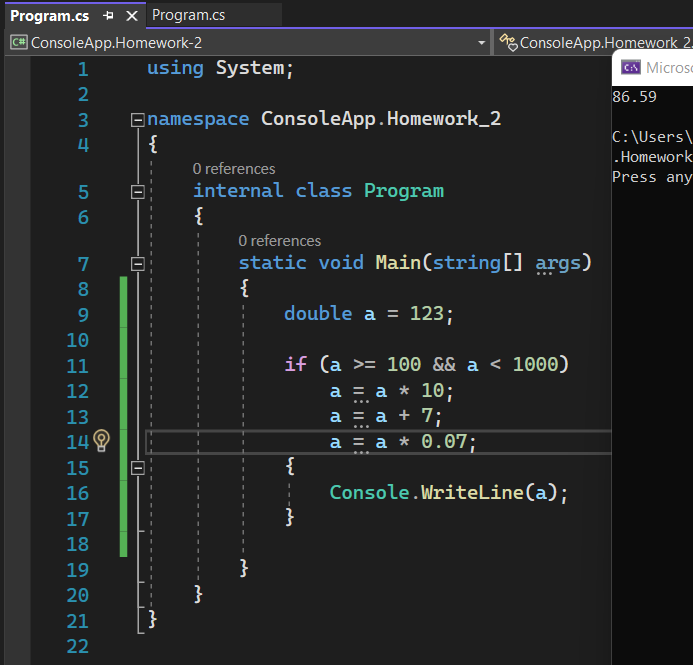 Program.cs Program.cs
C# ConsoleApp.Homework-2 ConsoleApp.Homework_2.
C:\ Microso
86.59
C:\Users\
.Homework
Press any
1 using System;
2
3 namespace ConsoleApp.Homework_2
4 {
0 references
5 internal class Program
6 {
0 references
7 static void Main(string[] args)
8 {
9 double a = 123;
10
11 if (a >= 100 && a < 1000)
12 a = a * 10;
13 a = a + 7;
14 a = a * 0.07;
15 {
16 Console.WriteLine(a);
17 }
18
19 }
20 }
21 }
22